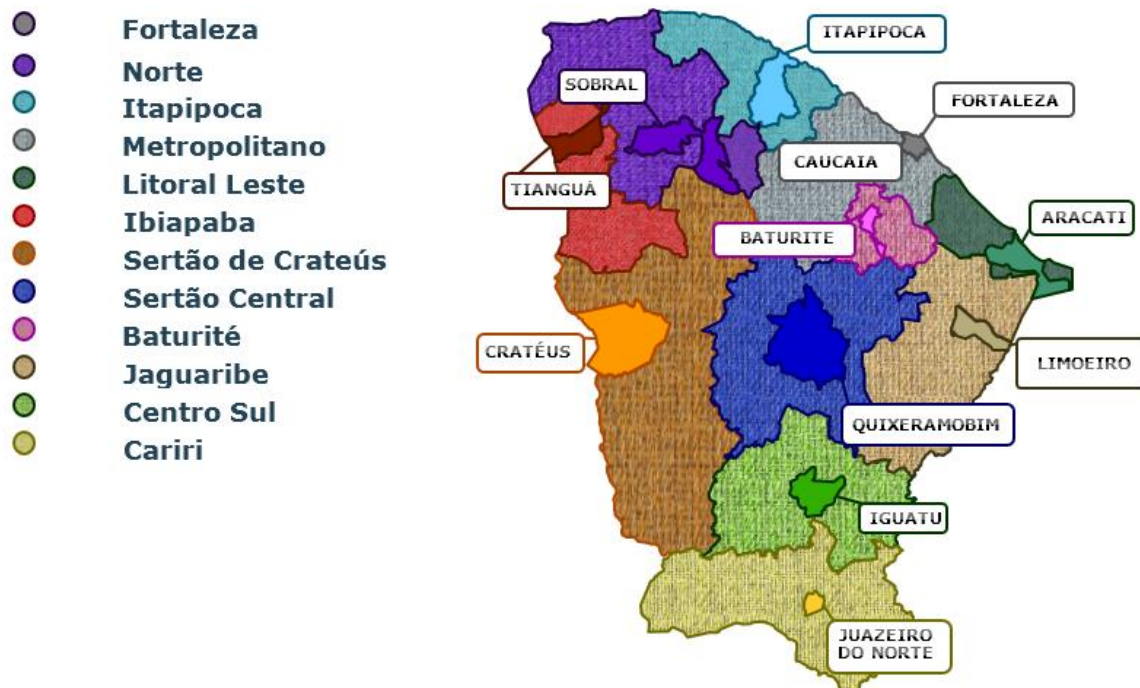 Fortaleza
Norte
Itapipoca
Metropolitano
Litoral Leste
Ibiapaba
Sertão de Crateús
Sertão Central
Baturité
Jaguaribe
Centro Sul
Cariri
ITAPIPOCA
SOBRAL
FORTALEZA
CAUCAIA
TIANGUÁ
ARACATI
BATURITE
CRATÉUS
LIMOEIRO
QUIXERAMOBIM
IGUATU
JUAZEIRO
DO NORTE